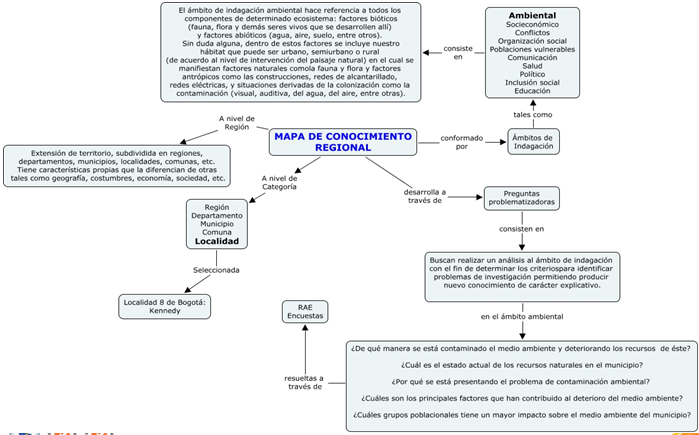 El ámbito de indagación ambiental hace referencia a todos los
componentes de determinado ecosistema: factores bióticos
(fauna, flora y demás seres vivos que se desarrollen allí)
y factores abióticos (agua, aire, suelo, entre otros).
Sin duda alguna, dentro de estos factores se incluye nuestro
hábitat que puede ser urbano, semiurbano o rural
(de acuerdo al nivel de intervención del paisaje natural) en el cual se
manifiestan factores naturales comola fauna y flora y factores
antrópicos como las construcciones, redes de alcantarillado,
redes eléctricas, y situaciones derivadas de la colonización como la
contaminación (visual, auditiva, del agua, del aire, entre otras).
consiste
en
Ambiental
Socioeconómico
Conflictos
Organización social
Poblaciones vulnerables
Comunicación
Salud
Político
Inclusión social
Educación
tales como
Ámbitos de
Indagación
conformado
por
MAPA DE CONOCIMIENTO
REGIONAL
A nivel de
Región
Extensión de territorio, subdividida en regiones,
departamentos, municipios, localidades, comunas, etc.
Tiene características propias que la diferencian de otras
tales como geografía, costumbres, economía, sociedad, etc.
A nivel de
Categoría
Región
Departamento
Municipio
Comuna
Localidad
Seleccionada
Localidad 8 de Bogotá:
Kennedy
desarrolla a
través de
Preguntas
problematizadoras
consisten en
Buscan realizar un análisis al ámbito de indagación
con el fin de determinar los criteriospara identificar
problemas de investigación permitiendo producir
nuevo conocimiento de carácter explicativo.
en el ámbito ambiental
¿De qué manera se está contaminado el medio ambiente y deteriorando los recursos de éste?
¿Cuál es el estado actual de los recursos naturales en el municipio?
¿Por qué se está presentando el problema de contaminación ambiental?
¿Cuáles son los principales factores que han contribuido al deterioro del medio ambiente?
¿Cuáles grupos poblacionales tiene un mayor impacto sobre el medio ambiente del municipio?
resueltas a
través de
RAE
Encuestas